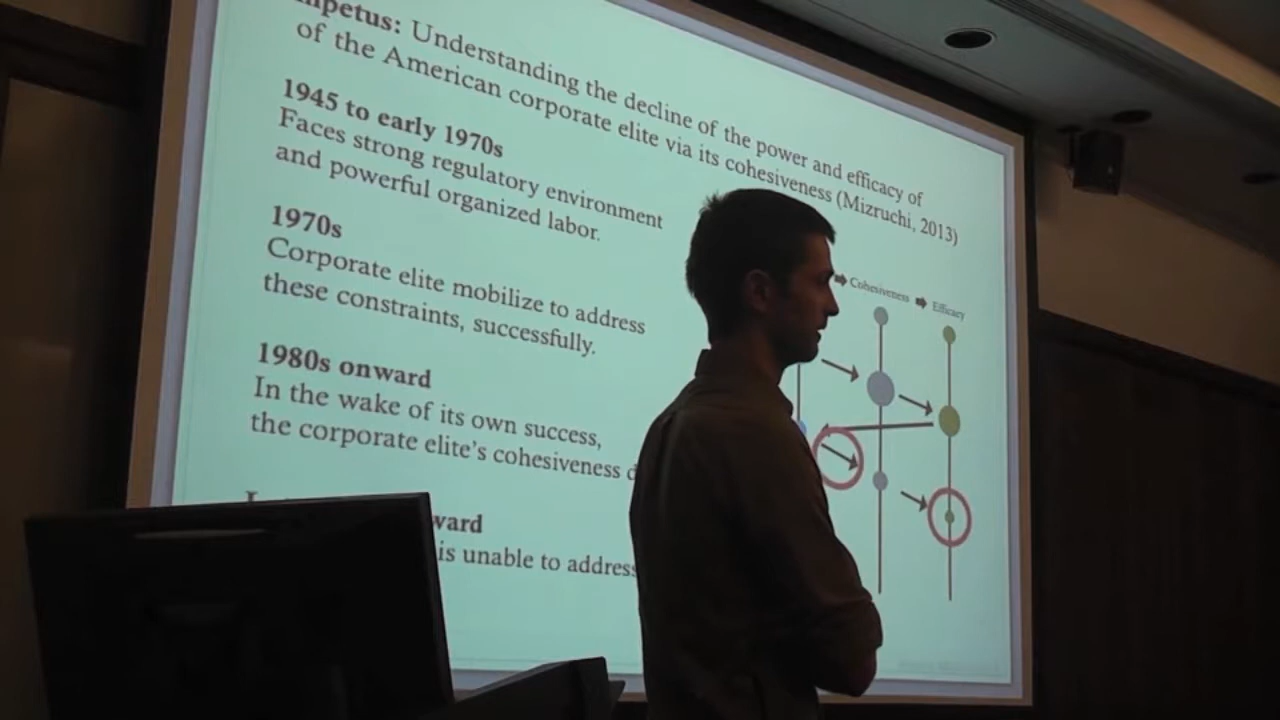 Understanding the decline of the power and efficacy of
of the American corporate elite via its cohesiveness (Mizruchi, 2013)
1945 to early 1970s
Faces strong regulatory environment
and powerful organized labor.
1970s
Corporate elite mobilize to address
these constraints, successfully.
1980s onward
In the wake of its own success,
the corporate elite's cohesiveness
is unable to address
Cohesiveness
Efficacy